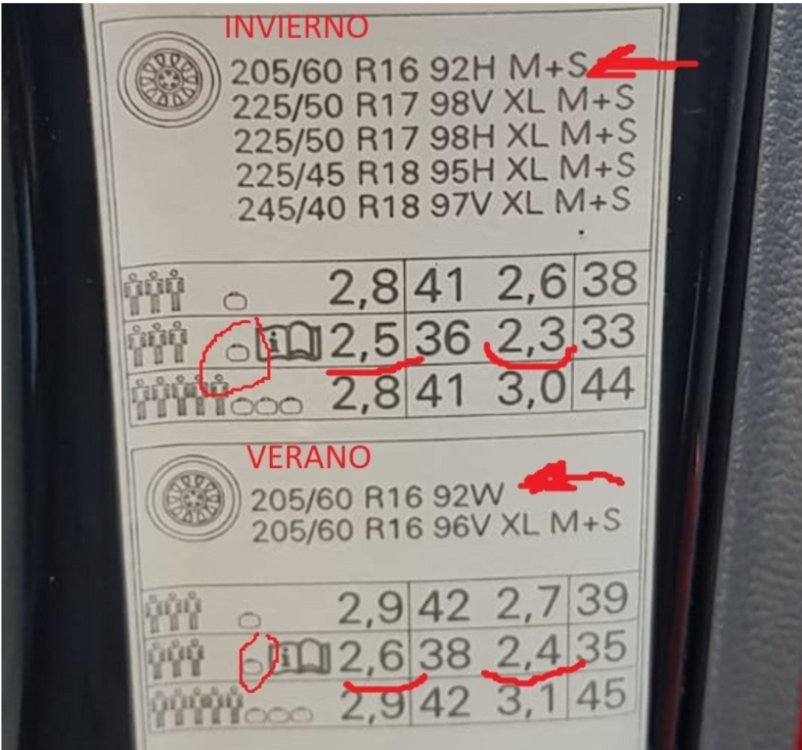 INVIERNO
205/60 R16 92H M+S
225/50 R17 98V XL M+S
225/50 R17 98H XL M+S
225/45 R18 95H XL M+S
245/40 R18 97V XL M+S
2,8 41 2,6 38
i 2,5 36 2,3 33
2,8 41 3,0 44
VERANO
205/60 R16 92W
205/60 R16 96V XL M+S
2,9 42 2,7 39
i 2,6 38 2,4 35
2,9 42 3,1 45